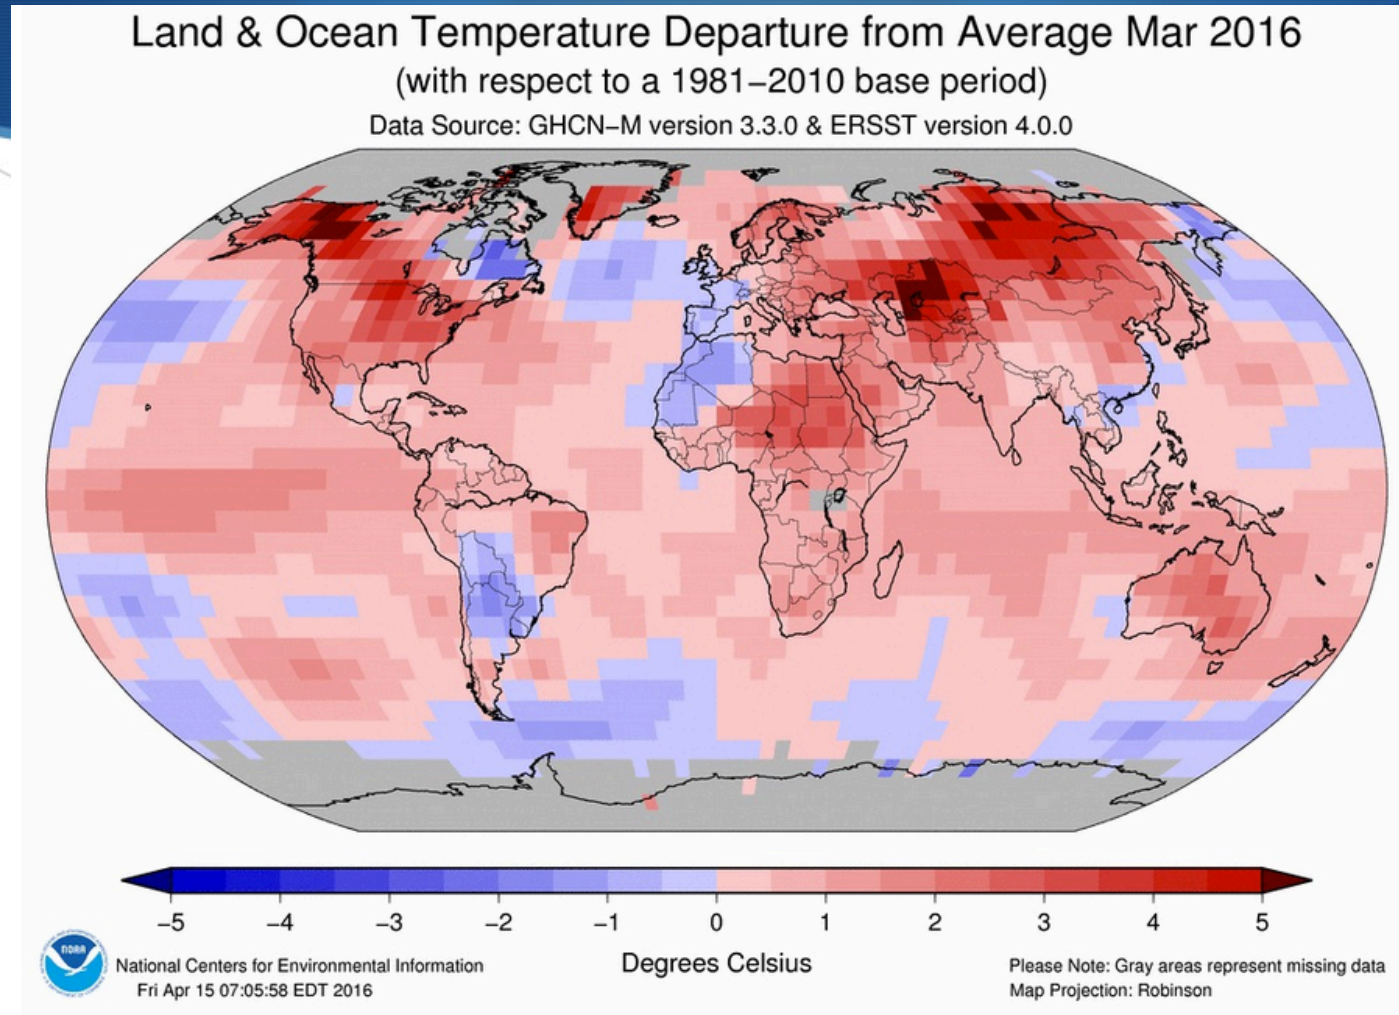 Land & Ocean Temperature Departure from Average Mar 2016
(with respect to a 1981–2010 base period)
Data Source: GHCN–M version 3.3.0 & ERSST version 4.0.0
−5 −4 −3 −2 −1 0 1 2 3 4 5
Degrees Celsius
NOAA
National Centers for Environmental Information
Fri Apr 15 07:05:58 EDT 2016
Please Note: Gray areas represent missing data
Map Projection: Robinson